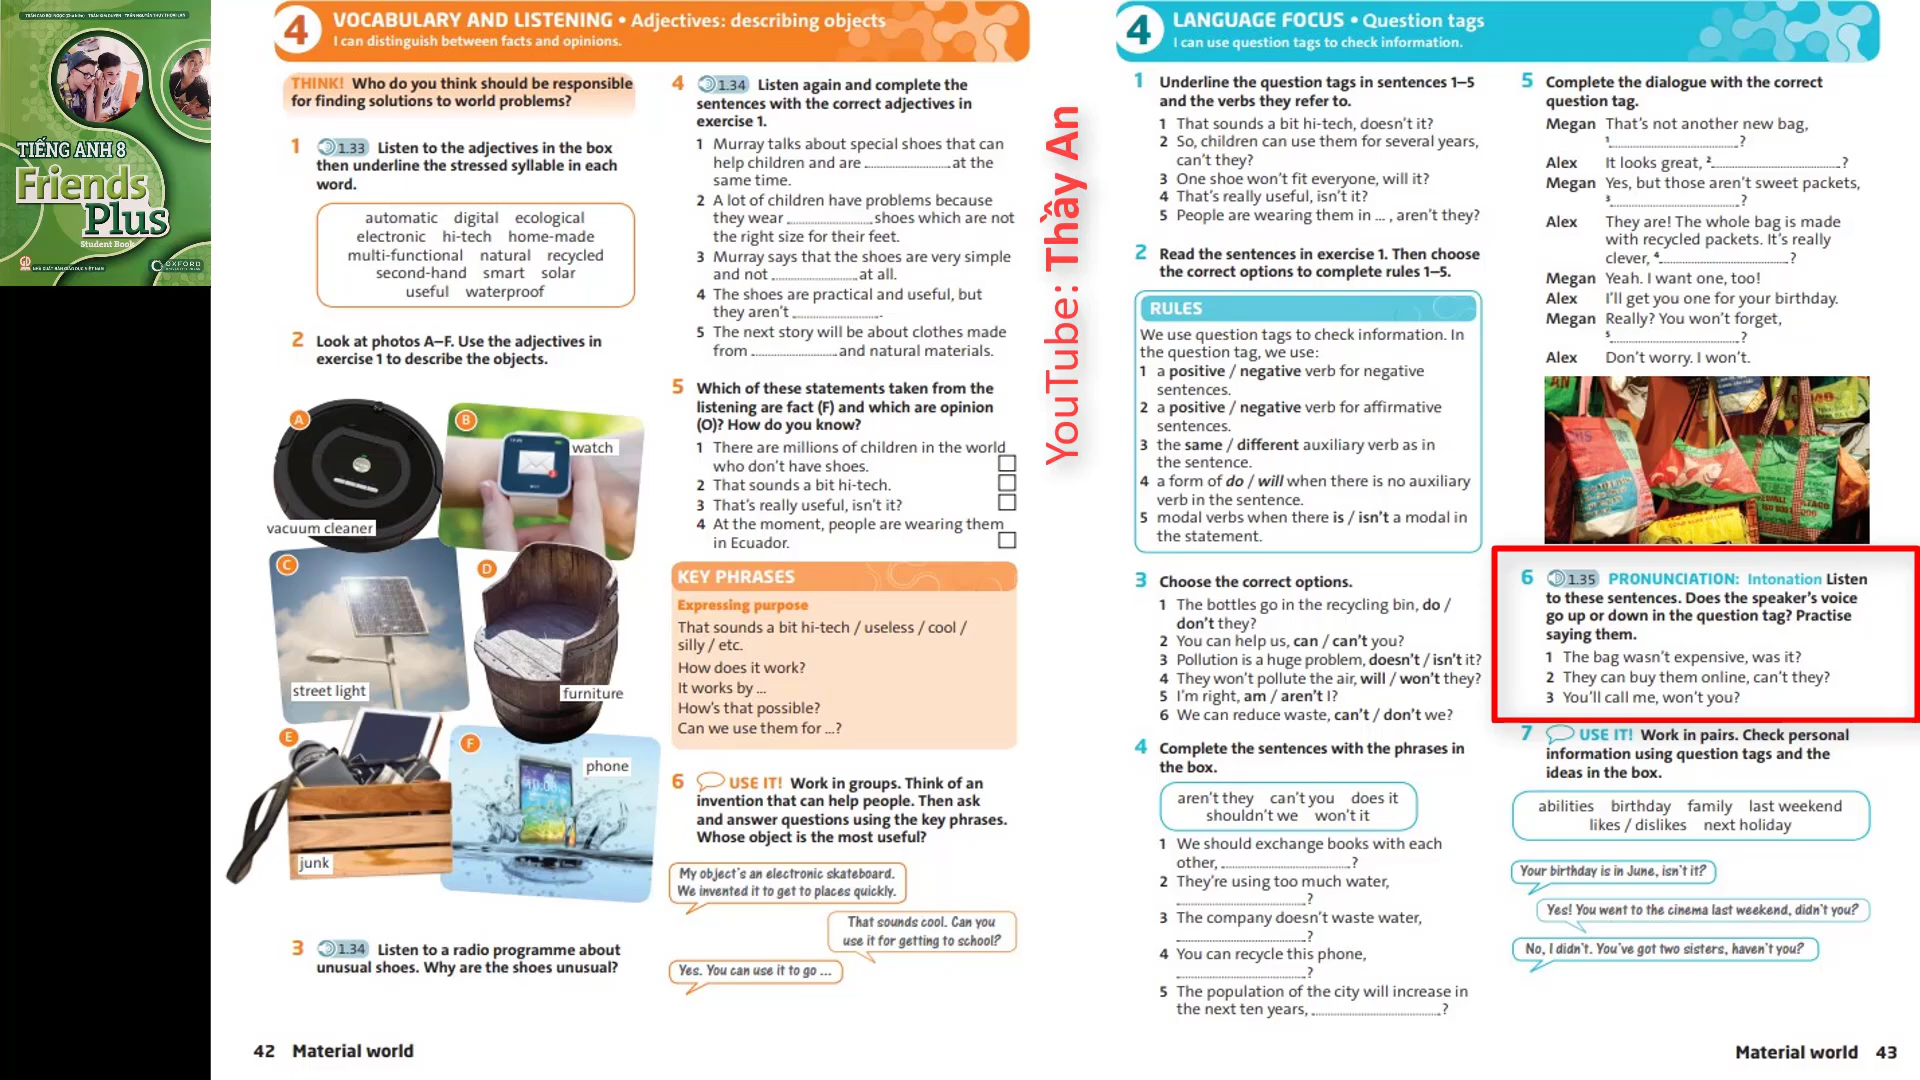 TRẦN CAO BỘI NGỌC (Chủ biên) - TRẦN KIM DUYÊN - TRẦN NGUYỄN THUỴ THUỲ LAN
TIẾNG ANH 8
Friends
Plus
Student Book
NHÀ XUẤT BẢN GIÁO DỤC VIỆT NAM
OXFORD
4 VOCABULARY AND LISTENING • Adjectives: describing objects
I can distinguish between facts and opinions.
THINK! Who do you think should be responsible
for finding solutions to world problems?
1 1.33 Listen to the adjectives in the box
then underline the stressed syllable in each
word.
automatic digital ecological
electronic hi-tech home-made
multi-functional natural recycled
second-hand smart solar
useful waterproof
2 Look at photos A–F. Use the adjectives in
exercise 1 to describe the objects.
A
B
watch
vacuum cleaner
C
D
street light
furniture
E
F
phone
junk
3 1.34 Listen to a radio programme about
unusual shoes. Why are the shoes unusual?
4 1.34 Listen again and complete the
sentences with the correct adjectives in
exercise 1.
1 Murray talks about special shoes that can
help children and are ............ at the
same time.
2 A lot of children have problems because
they wear ............ shoes which are not
the right size for their feet.
3 Murray says that the shoes are very simple
and not ............ at all.
4 The shoes are practical and useful, but
they aren't ............ .
5 The next story will be about clothes made
from ............ and natural materials.
5 Which of these statements taken from the
listening are fact (F) and which are opinion
(O)? How do you know?
1 There are millions of children in the world
who don't have shoes.
2 That sounds a bit hi-tech.
3 That's really useful, isn't it?
4 At the moment, people are wearing them
in Ecuador.
KEY PHRASES
Expressing purpose
That sounds a bit hi-tech / useless / cool /
silly / etc.
How does it work?
It works by ...
How's that possible?
Can we use them for ...?
6 USE IT! Work in groups. Think of an
invention that can help people. Then ask
and answer questions using the key phrases.
Whose object is the most useful?
My object's an electronic skateboard.
We invented it to get to places quickly.
That sounds cool. Can you
use it for getting to school?
Yes. You can use it to go ...
42 Material world
YouTube: Thầy An
4 LANGUAGE FOCUS • Question tags
I can use question tags to check information.
1 Underline the question tags in sentences 1–5
and the verbs they refer to.
1 That sounds a bit hi-tech, doesn't it?
2 So, children can use them for several years,
can't they?
3 One shoe won't fit everyone, will it?
4 That's really useful, isn't it?
5 People are wearing them in ... , aren't they?
2 Read the sentences in exercise 1. Then choose
the correct options to complete rules 1–5.
RULES
We use question tags to check information. In
the question tag, we use:
1 a positive / negative verb for negative
sentences.
2 a positive / negative verb for affirmative
sentences.
3 the same / different auxiliary verb as in
the sentence.
4 a form of do / will when there is no auxiliary
verb in the sentence.
5 modal verbs when there is / isn't a modal in
the statement.
3 Choose the correct options.
1 The bottles go in the recycling bin, do /
don't they?
2 You can help us, can / can't you?
3 Pollution is a huge problem, doesn't / isn't it?
4 They won't pollute the air, will / won't they?
5 I'm right, am / aren't I?
6 We can reduce waste, can't / don't we?
4 Complete the sentences with the phrases in
the box.
aren't they can't you does it
shouldn't we won't it
1 We should exchange books with each
other, ............ ?
2 They're using too much water,
............ ?
3 The company doesn't waste water,
............ ?
4 You can recycle this phone,
............ ?
5 The population of the city will increase in
the next ten years, ............ ?
5 Complete the dialogue with the correct
question tag.
Megan That's not another new bag,
1 ............ ?
Alex It looks great, 2 ............ ?
Megan Yes, but those aren't sweet packets,
3 ............ ?
Alex They are! The whole bag is made
with recycled packets. It's really
clever, 4 ............ ?
Megan Yeah. I want one, too!
Alex I'll get you one for your birthday.
Megan Really? You won't forget,
5 ............ ?
Alex Don't worry. I won't.
6 1.35 PRONUNCIATION: Intonation Listen
to these sentences. Does the speaker's voice
go up or down in the question tag? Practise
saying them.
1 The bag wasn't expensive, was it?
2 They can buy them online, can't they?
3 You'll call me, won't you?
7 USE IT! Work in pairs. Check personal
information using question tags and the
ideas in the box.
abilities birthday family last weekend
likes / dislikes next holiday
Your birthday is in June, isn't it?
Yes! You went to the cinema last weekend, didn't you?
No, I didn't. You've got two sisters, haven't you?
Material world 43